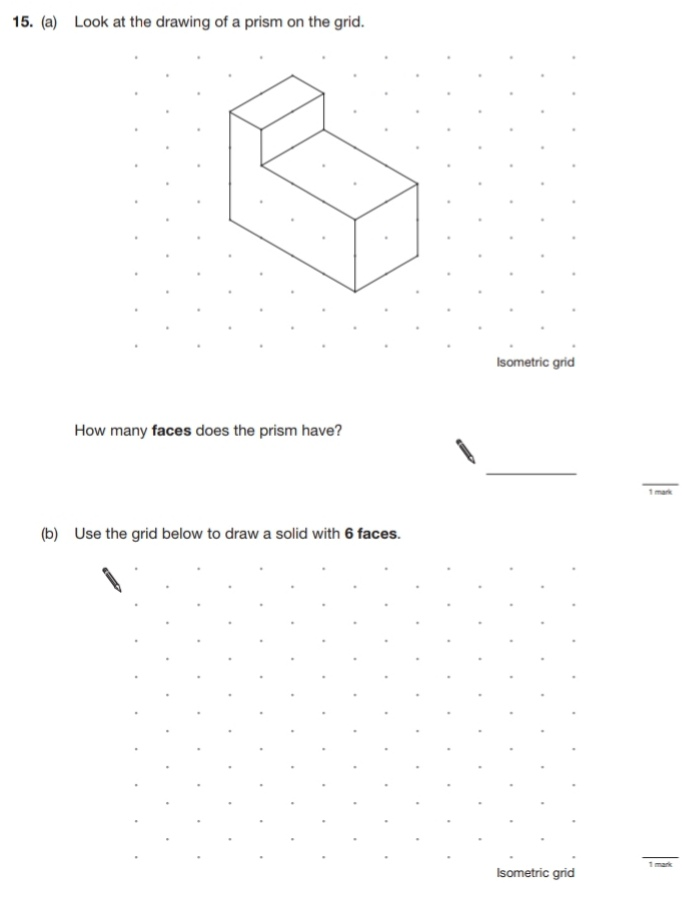 15. (a) Look at the drawing of a prism on the grid.
Isometric grid
How many faces does the prism have?
1 mark
(b) Use the grid below to draw a solid with 6 faces.
Isometric grid
1 mark